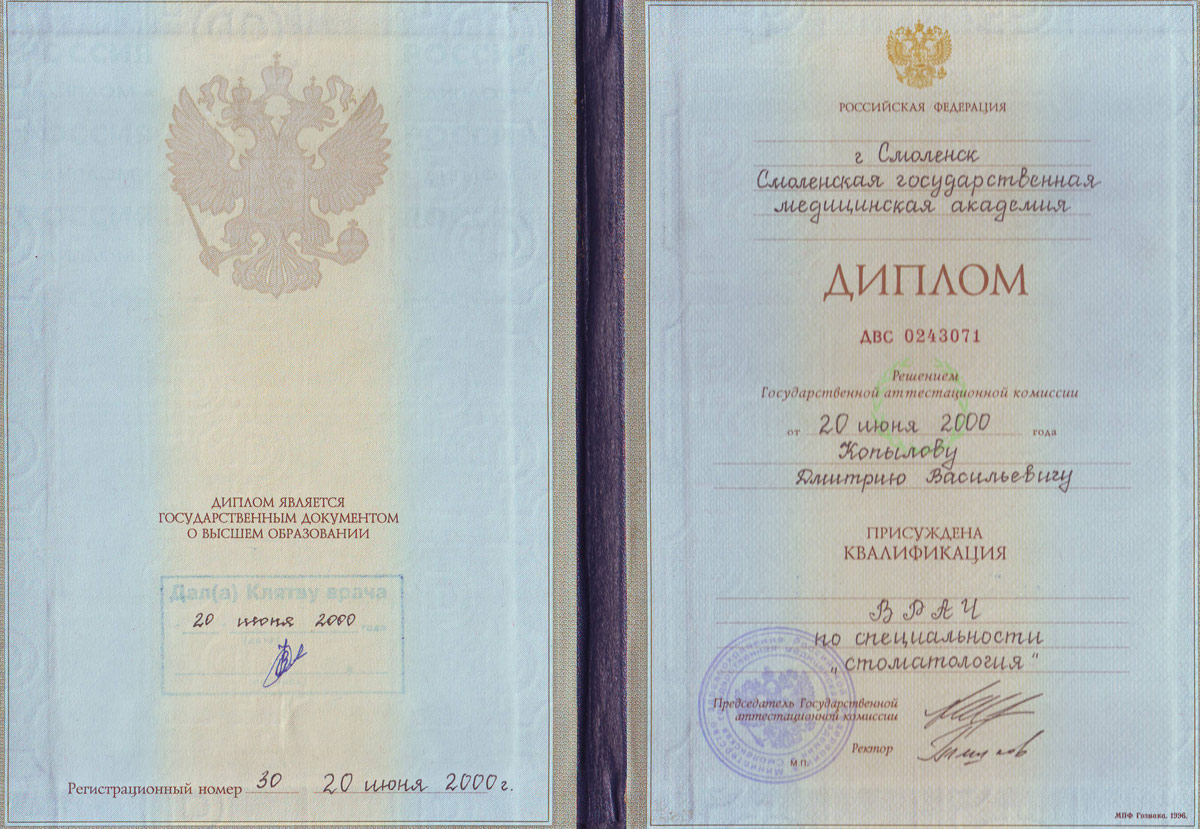 ДИПЛОМ ЯВЛЯЕТСЯ
ГОСУДАРСТВЕННЫМ ДОКУМЕНТОМ
О ВЫСШЕМ ОБРАЗОВАНИИ
Дал(а) Клятву врача
20 июня 2000 года
Регистрационный номер 30 20 июня 2000 г.
РОССИЙСКАЯ ФЕДЕРАЦИЯ
г Смоленск
Смоленская государственная
медицинская академия
ДИПЛОМ
ДВС 0243071
Решением
Государственной аттестационной комиссии
от 20 июня 2000 года
Копылову
Дмитрию Васильевичу
ПРИСУЖДЕНА
КВАЛИФИКАЦИЯ
ВРАЧ
по специальности
„стоматология"
Председатель Государственной
аттестационной комиссии
Ректор
М.П.
МПФ Гознака. 1996.